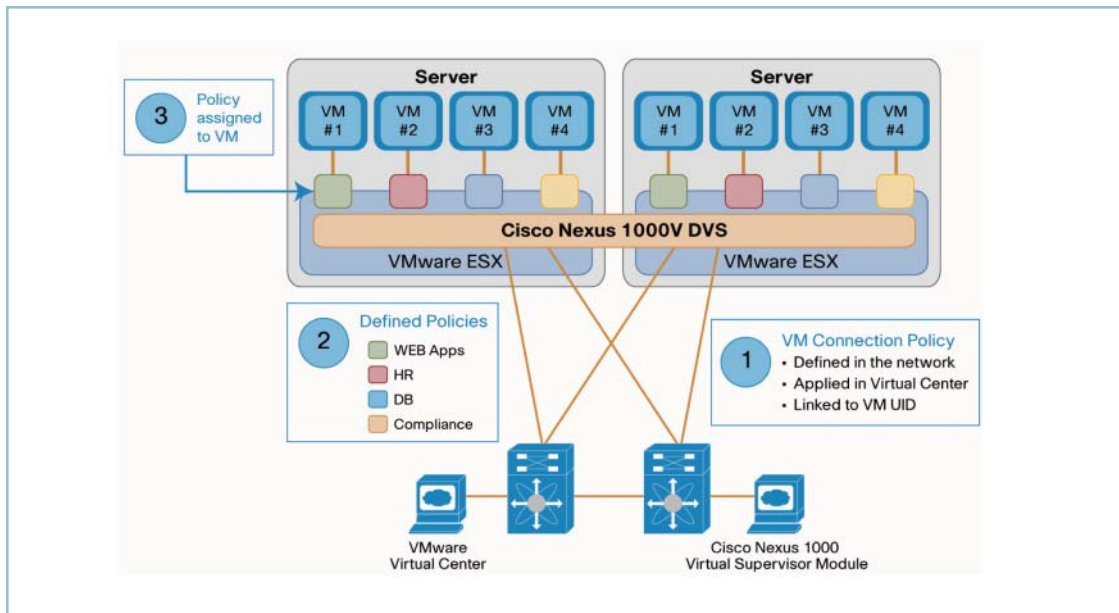 Server
Server
3
Policy
assigned
to VM
VM
#1
VM
#2
VM
#3
VM
#4
VM
#1
VM
#2
VM
#3
VM
#4
Cisco Nexus 1000V DVS
VMware ESX
VMware ESX
2
Defined Policies
WEB Apps
HR
DB
Compliance
1
VM Connection Policy
• Defined in the network
• Applied in Virtual Center
• Linked to VM UID
VMware
Virtual Center
Cisco Nexus 1000
Virtual Supervisor Module